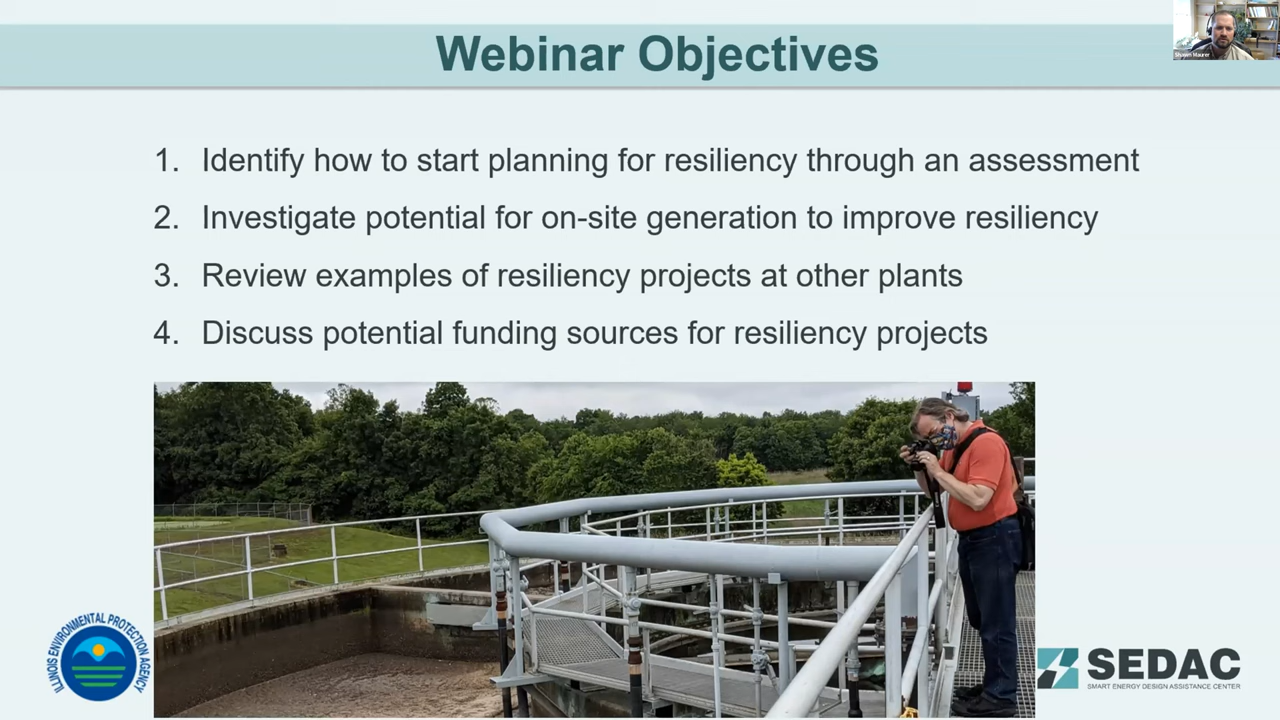 Webinar Objectives
Shawn Maurer
1. Identify how to start planning for resiliency through an assessment
2. Investigate potential for on-site generation to improve resiliency
3. Review examples of resiliency projects at other plants
4. Discuss potential funding sources for resiliency projects
ILLINOIS ENVIRONMENTAL PROTECTION AGENCY
SEDAC
SMART ENERGY DESIGN ASSISTANCE CENTER